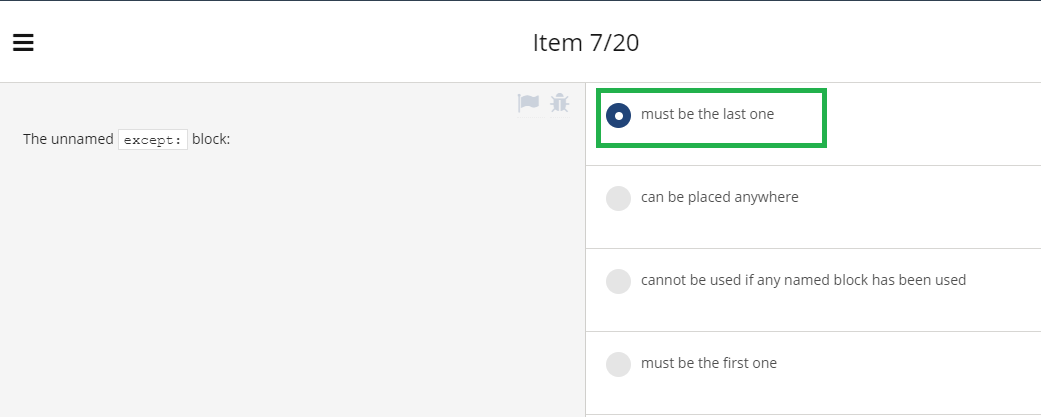 Item 7/20
The unnamed except: block:
must be the last one
can be placed anywhere
cannot be used if any named block has been used
must be the first one